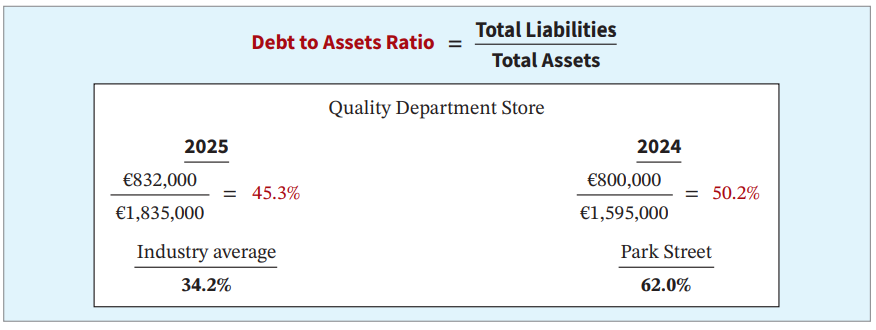 Debt to Assets Ratio = Total Liabilities
Total Assets
Quality Department Store
2025 2024
€832,000 = 45.3% €800,000 = 50.2%
€1,835,000 €1,595,000
Industry average Park Street
34.2% 62.0%